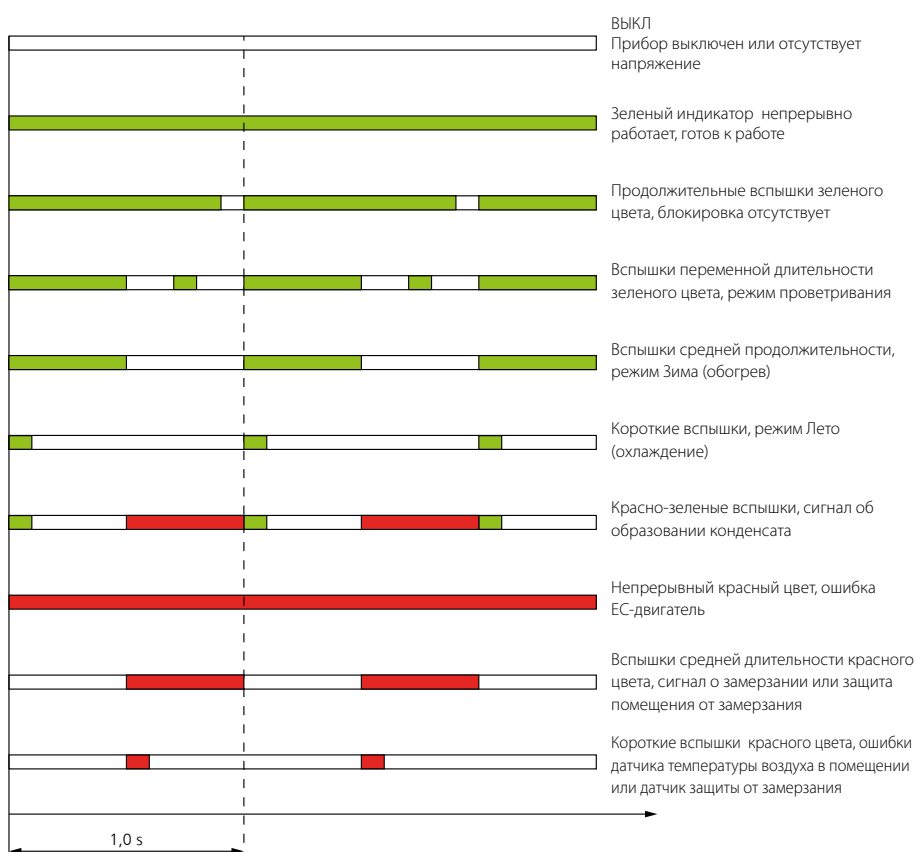 ВЫКЛ
Прибор выключен или отсутствует
напряжение
Зеленый индикатор непрерывно
работает, готов к работе
Продолжительные вспышки зеленого
цвета, блокировка отсутствует
Вспышки переменной длительности
зеленого цвета, режим проветривания
Вспышки средней продолжительности,
режим Зима (обогрев)
Короткие вспышки, режим Лето
(охлаждение)
Красно-зеленые вспышки, сигнал об
образовании конденсата
Непрерывный красный цвет, ошибка
ЕС-двигатель
Вспышки средней длительности красного
цвета, сигнал о замерзании или защита
помещения от замерзания
Короткие вспышки красного цвета, ошибки
датчика температуры воздуха в помещении
или датчик защиты от замерзания
1,0 s